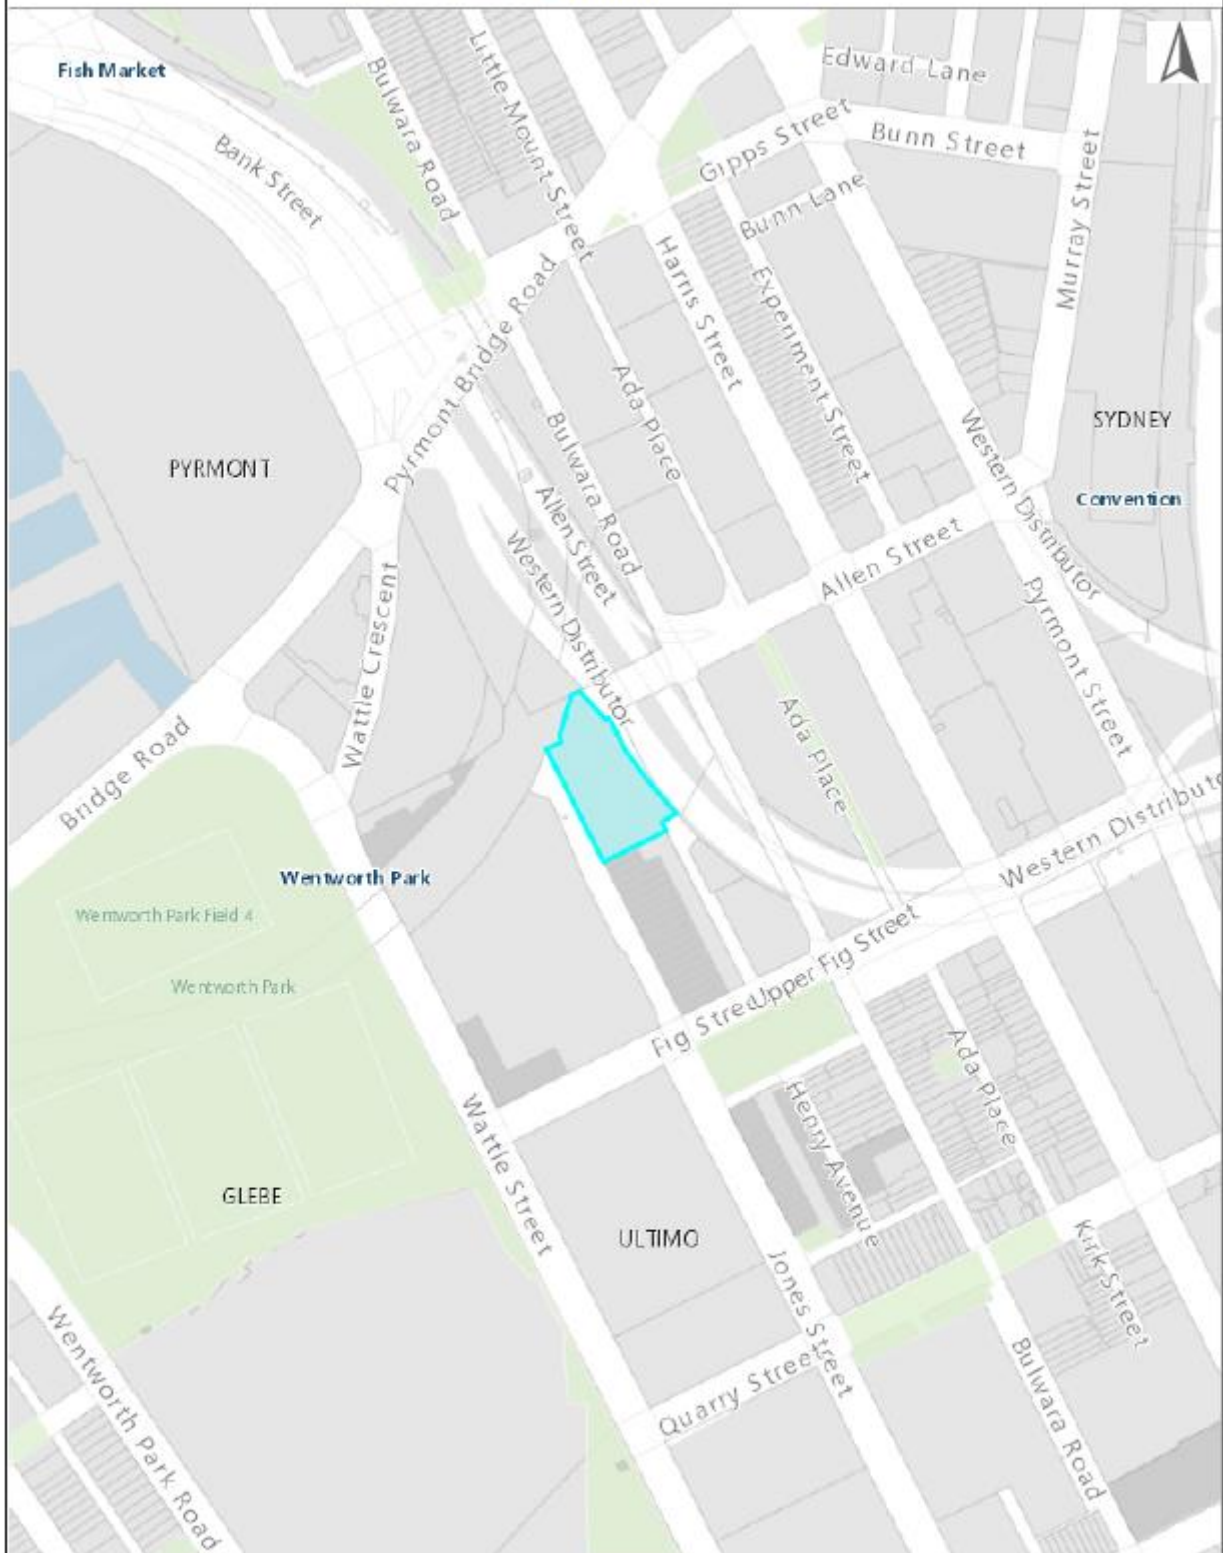 Edward Lane
Fish Market
Bulwara Road
Little Mount Street
Bunn Street
Gipps Street
Bank Street
Bunn Lane
Murray Street
Harris Street
Experiment Street
Pyrmont Bridge Road
Ada Place
SYDNEY
PYRMONT
Western Distributor
Convention
Bulwara Road
Allen Street
Western Distributor
Allen Street
Wattle Crescent
Pyrmont Street
Ada Place
Bridge Road
Western Distributo
Wentworth Park
Wentworth Park Field 4
Wentworth Park
Upper Fig Street
Fig Stree
Ada Place
Henry Avenue
Wattle Street
GLEBE
ULTIMO
Kirk Street
Jones Street
Wentworth Park Road
Quarry Street
Bulwara Road